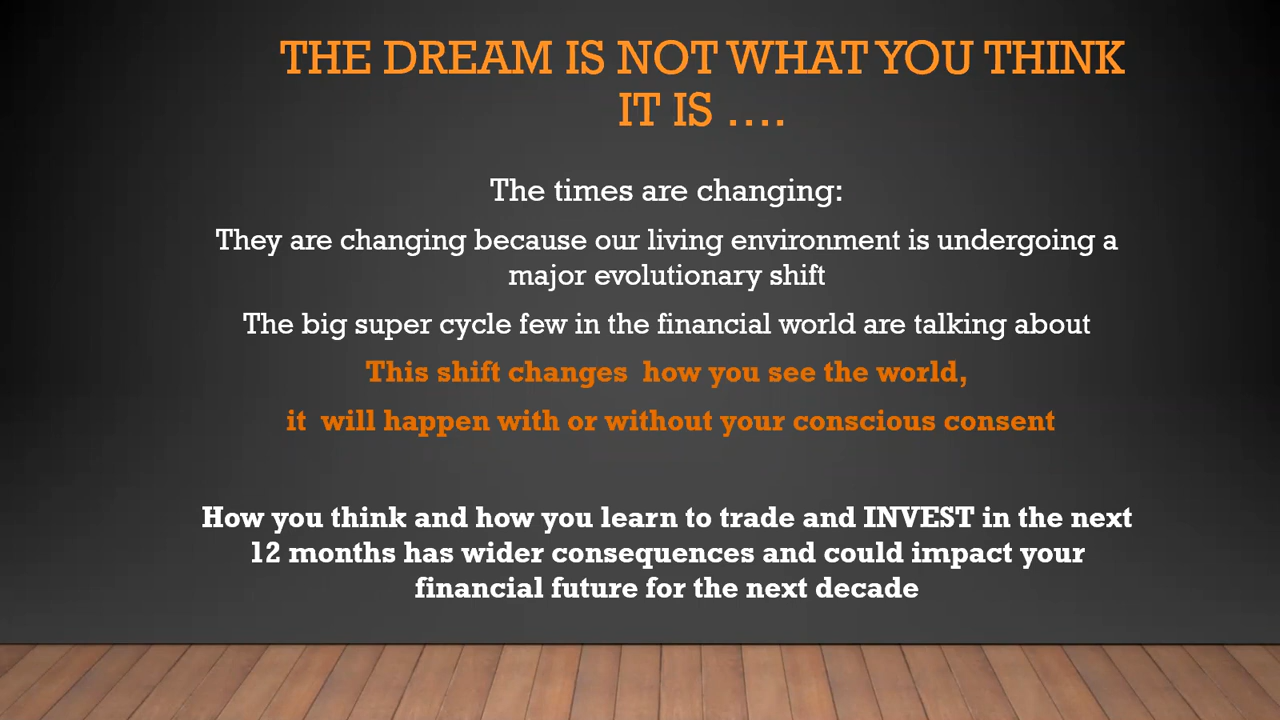 THE DREAM IS NOT WHAT YOU THINK
IT IS ....
The times are changing:
They are changing because our living environment is undergoing a
major evolutionary shift
The big super cycle few in the financial world are talking about
This shift changes  how you see the world,
it  will happen with or without your conscious consent
How you think and how you learn to trade and INVEST in the next
12 months has wider consequences and could impact your
financial future for the next decade